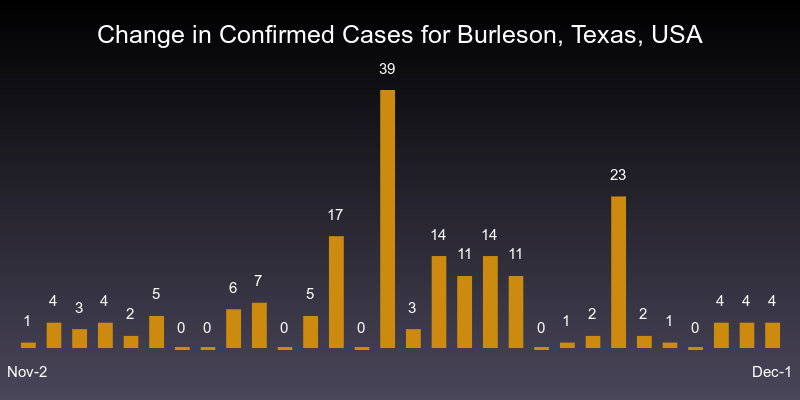 Change in Confirmed Cases for Burleson, Texas, USA
1 4 3 4 2 5 0 0 6 7 0 5 17 0 39 3 14 11 14 11 0 1 2 23 2 1 0 4 4 4
Nov-2 Dec-1